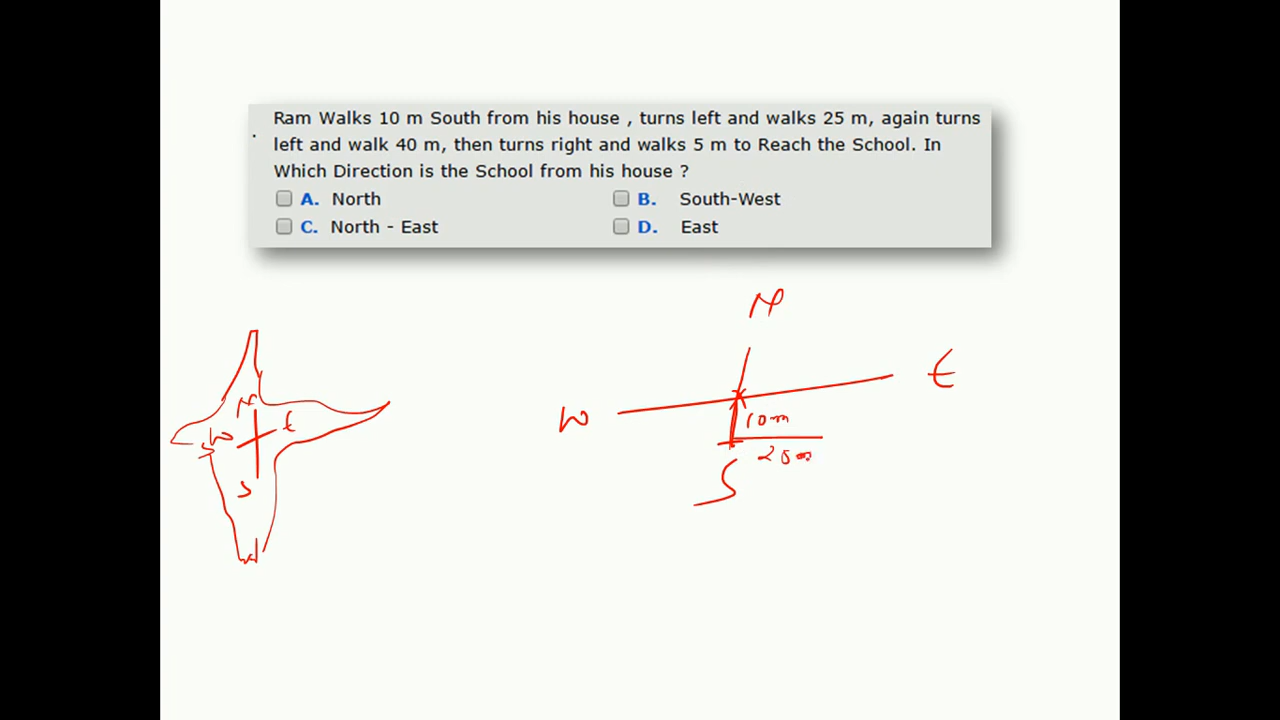 Ram Walks 10 m South from his house , turns left and walks 25 m, again turns
left and walk 40 m, then turns right and walks 5 m to Reach the School. In
Which Direction is the School from his house ?
A. North
B. South-West
C. North - East
D. East
N
E
W
10m
25m
S
N
E
W
S